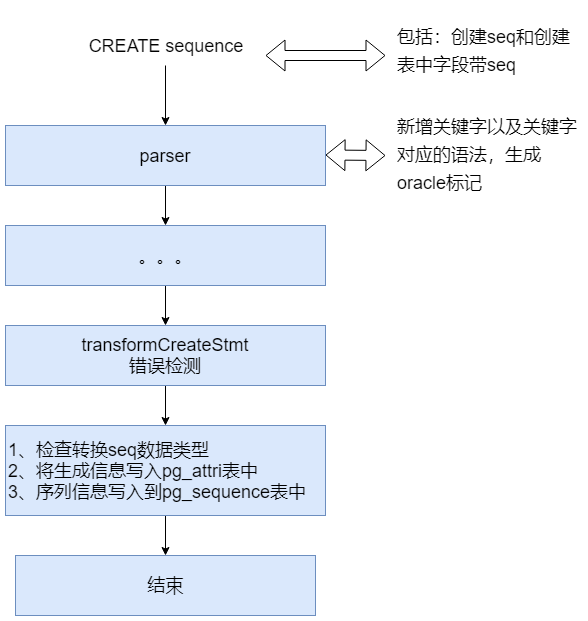 CREATE sequence
包括：创建seq和创建
表中字段带seq
parser
新增关键字以及关键字
对应的语法，生成
oracle标记
。。。
transformCreateStmt
错误检测
1、检查转换seq数据类型
2、将生成信息写入pg_attri表中
3、序列信息写入到pg_sequence表中
结束